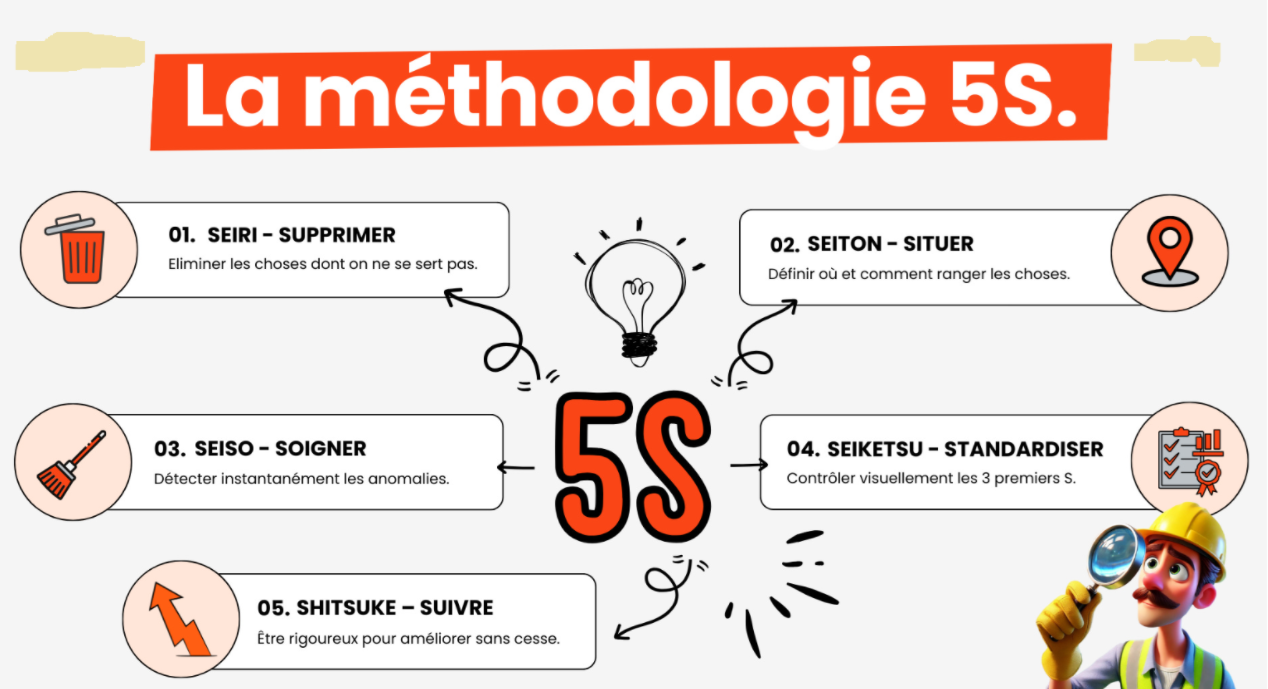 La méthodologie 5S.
01. SEIRI - SUPPRIMER
Eliminer les choses dont on ne se sert pas.
02. SEITON - SITUER
Définir où et comment ranger les choses.
03. SEISO - SOIGNER
Détecter instantanément les anomalies.
5S
04. SEIKETSU - STANDARDISER
Contrôler visuellement les 3 premiers S.
05. SHITSUKE – SUIVRE
Être rigoureux pour améliorer sans cesse.